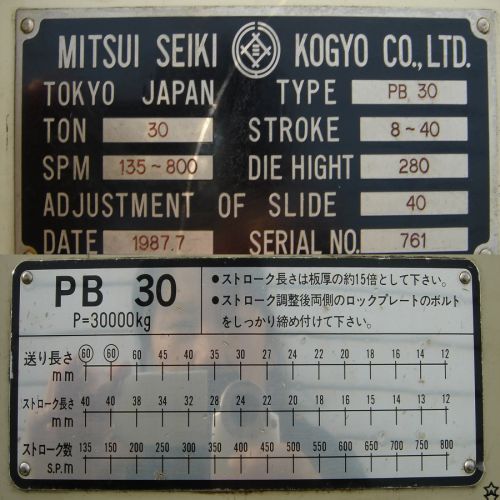 MITSUI SEIKI KOGYO CO.,LTD.
TOKYO JAPAN TYPE PB 30
TON 30 STROKE 8~40
SPM 135~800 DIE HIGHT 280
ADJUSTMENT OF SLIDE 40
DATE 1987.7 SERIAL NO. 761
PB 30
P=30000kg
●ストローク長さは板厚の約15倍として下さい。
●ストローク調整後両側のロックプレートのボルト
をしっかり締め付けて下さい。
送り長さ 60 60 60 45 40 35 30 27 24 22 20 18 16 14 12
mm
ストローク長さ 40 40 38 34 32 28 24 24 22 20 18 16 14 13 12
mm
ストローク数 135 150 200 250 300 350 400 450 500 550 600 650 700 750 800
S.P.m